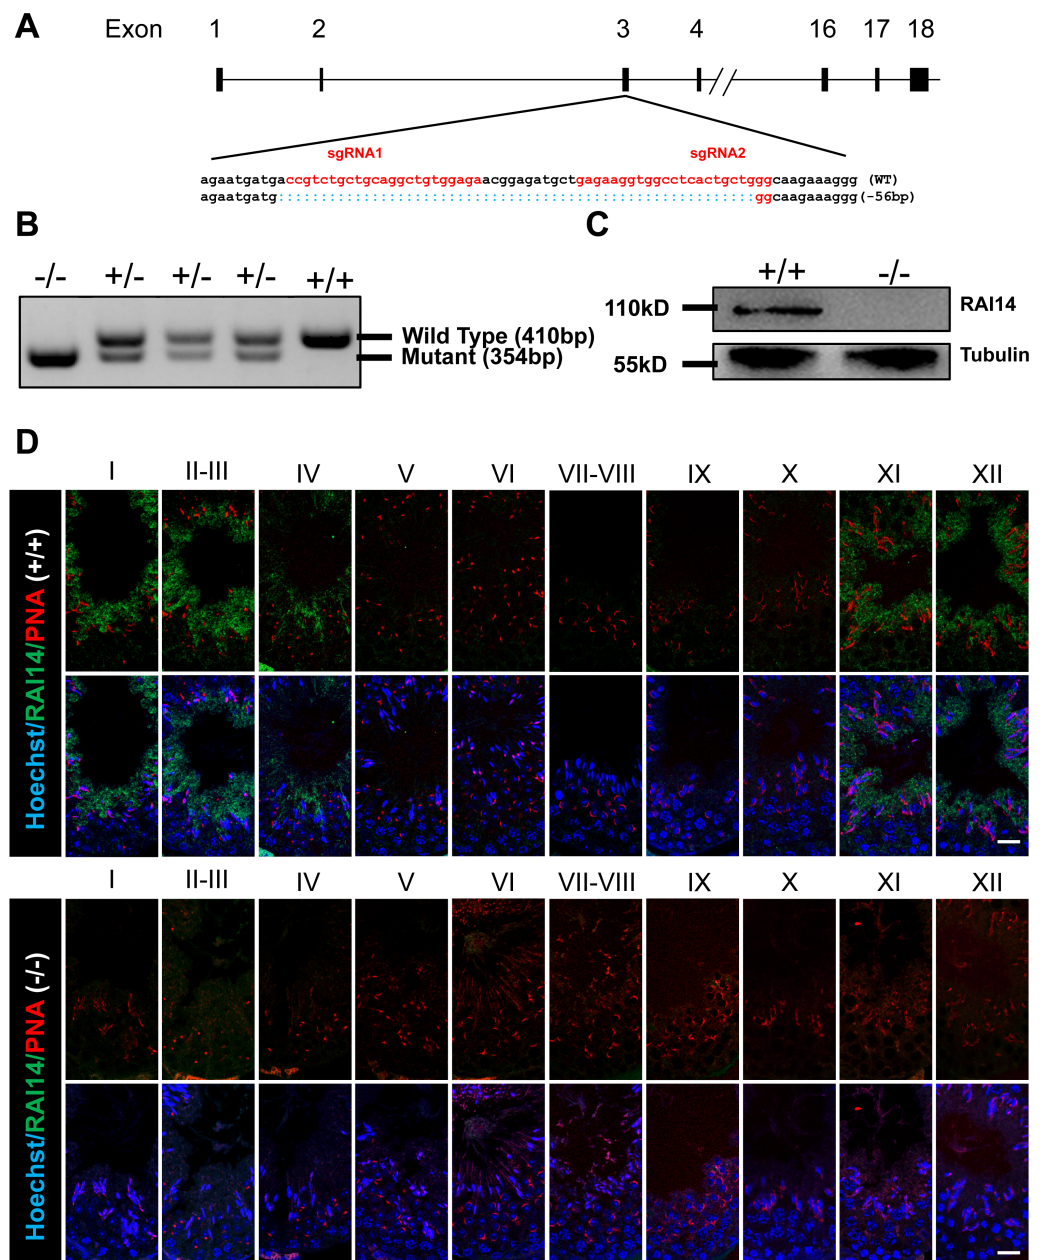 A
Exon 1 2 3 4 16 17 18
sgRNA1 sgRNA2
agaatgatgaccgtctgctgcaggctgtggagaacggagatgctgagaaggtggcctcactgctgggcaagaaaggg (WT)
agaatgatg::::::::::::::::::::::::::::::::::::::::::::::::::::::::ggcaagaaaggg(-56bp)
B
-/- +/- +/- +/- +/+
Wild Type (410bp)
Mutant (354bp)
C
+/+ -/-
110kD RAI14
55kD Tubulin
D
I II-III IV V VI VII-VIII IX X XI XII
Hoechst/RAI14/PNA (+/+)
I II-III IV V VI VII-VIII IX X XI XII
Hoechst/RAI14/PNA (-/-)